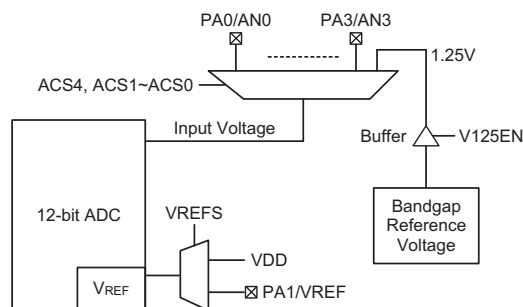 PA0/AN0
PA3/AN3
1.25V
ACS4, ACS1~ACS0
Input Voltage
Buffer
V125EN
12-bit ADC
VREFS
Bandgap
Reference
Voltage
VDD
VREF
PA1/VREF